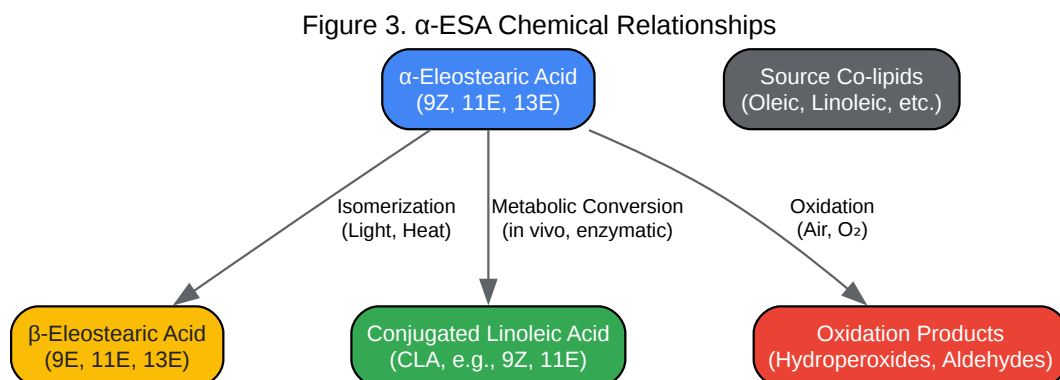 Figure 3. α-ESA Chemical Relationships
α-Eleostearic Acid
(9Z, 11E, 13E)
Source Co-lipids
(Oleic, Linoleic, etc.)
Isomerization
(Light, Heat)
Metabolic Conversion
(in vivo, enzymatic)
Oxidation
(Air, O₂)
β-Eleostearic Acid
(9E, 11E, 13E)
Conjugated Linoleic Acid
(CLA, e.g., 9Z, 11E)
Oxidation Products
(Hydroperoxides, Aldehydes)